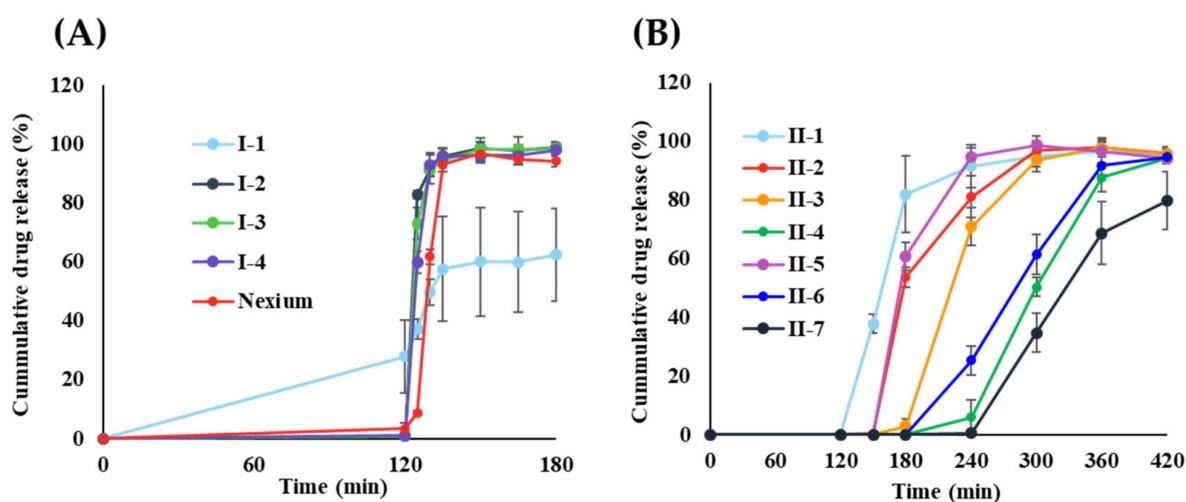 (A)
Cummulative drug release (%)
120
100
80
60
40
20
0
I-1
I-2
I-3
I-4
Nexium
0
60
120
180
Time (min)
(B)
Cummulative drug release (%)
120
100
80
60
40
20
0
II-1
II-2
II-3
II-4
II-5
II-6
II-7
0
60
120
180
240
300
360
420
Time (min)